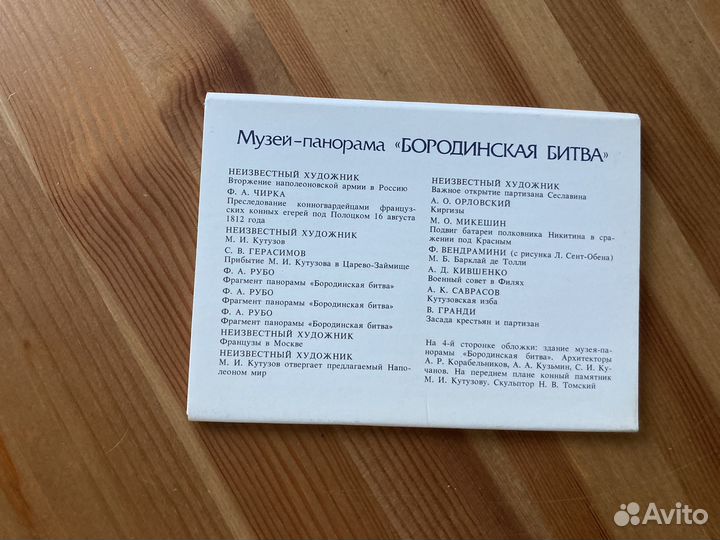 Музей-панорама «БОРОДИНСКАЯ БИТВА»
НЕИЗВЕСТНЫЙ ХУДОЖНИК
Вторжение наполеоновской армии в Россию
Ф. А. ЧИРКА
Преследование конногвардейцами француз-
ских конных егерей под Полоцком 16 августа
1812 года
НЕИЗВЕСТНЫЙ ХУДОЖНИК
М. И. Кутузов
С. В. ГЕРАСИМОВ
Прибытие М. И. Кутузова в Царево-Займище
Ф. А. РУБО
Фрагмент панорамы «Бородинская битва»
Ф. А. РУБО
Фрагмент панорамы «Бородинская битва»
Ф. А. РУБО
Фрагмент панорамы «Бородинская битва»
НЕИЗВЕСТНЫЙ ХУДОЖНИК
Французы в Москве
НЕИЗВЕСТНЫЙ ХУДОЖНИК
М. И. Кутузов отвергает предлагаемый Напо-
леоном мир
НЕИЗВЕСТНЫЙ ХУДОЖНИК
Важное открытие партизана Сеславина
А. О. ОРЛОВСКИЙ
Киргизы
М. О. МИКЕШИН
Подвиг батареи полковника Никитина в сра-
жении под Красным
Ф. ВЕНДРАМИНИ (с рисунка Л. Сент-Обена)
М. Б. Барклай де Толли
А. Д. КИВШЕНКО
Военный совет в Филях
А. К. САВРАСОВ
Кутузовская изба
В. ГРАНДИ
Засада крестьян и партизан
На 4-й сторонке обложки: здание музея-па-
норамы «Бородинская битва». Архитекторы
А. Р. Корабельников, А. А. Кузьмин, С. И. Ку-
чанов. На переднем плане конный памятник
М. И. Кутузову. Скульптор Н. В. Томский
Avito